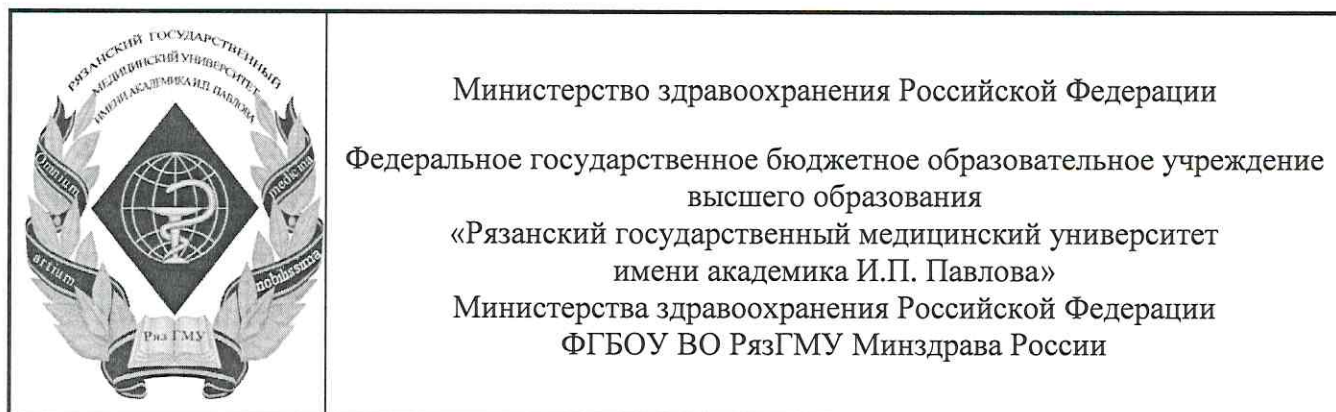 РЯЗАНСКИЙ ГОСУДАРСТВЕННЫЙ
МЕДИЦИНСКИЙ УНИВЕРСИТЕТ
ИМЕНИ АКАДЕМИКА И.П. ПАВЛОВА
Omnium
medicina
artium
nobilissima
Ряз ГМУ
Министерство здравоохранения Российской Федерации
Федеральное государственное бюджетное образовательное учреждение
высшего образования
«Рязанский государственный медицинский университет
имени академика И.П. Павлова»
Министерства здравоохранения Российской Федерации
ФГБОУ ВО РязГМУ Минздрава России